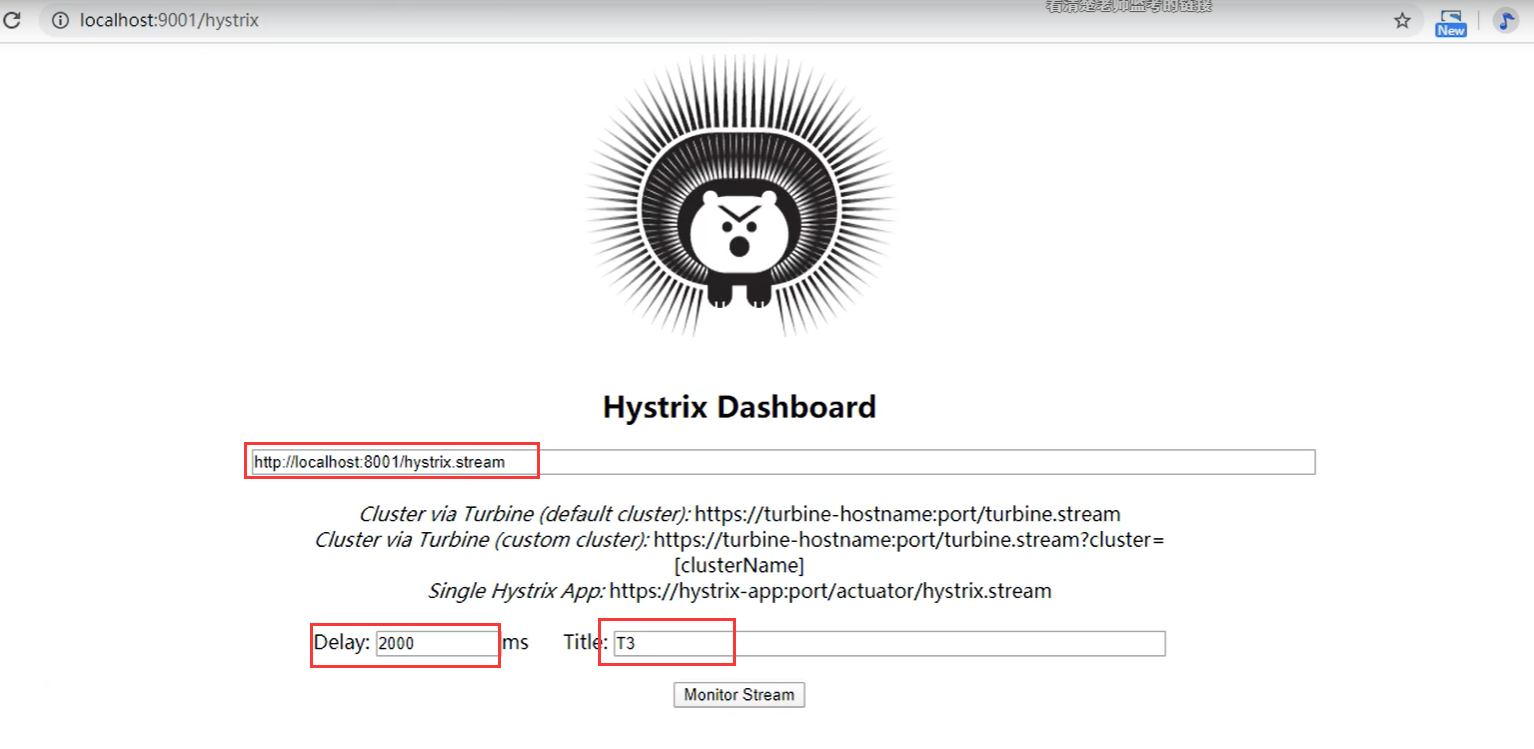 localhost:9001/hystrix
New
Hystrix Dashboard
http://localhost:8001/hystrix.stream
Cluster via Turbine (default cluster): https://turbine-hostname:port/turbine.stream
Cluster via Turbine (custom cluster): https://turbine-hostname:port/turbine.stream?cluster=
[clusterName]
Single Hystrix App: https://hystrix-app:port/actuator/hystrix.stream
Delay: 2000 ms Title: T3
Monitor Stream